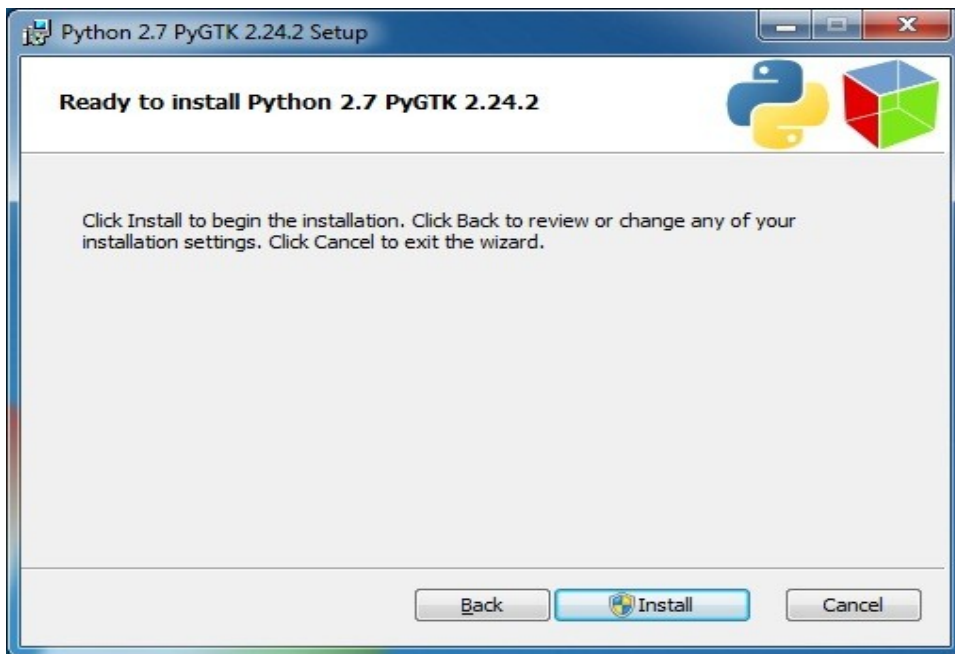 Python 2.7 PyGTK 2.24.2 Setup
Ready to install Python 2.7 PyGTK 2.24.2
Click Install to begin the installation. Click Back to review or change any of your
installation settings. Click Cancel to exit the wizard.
Back
Install
Cancel